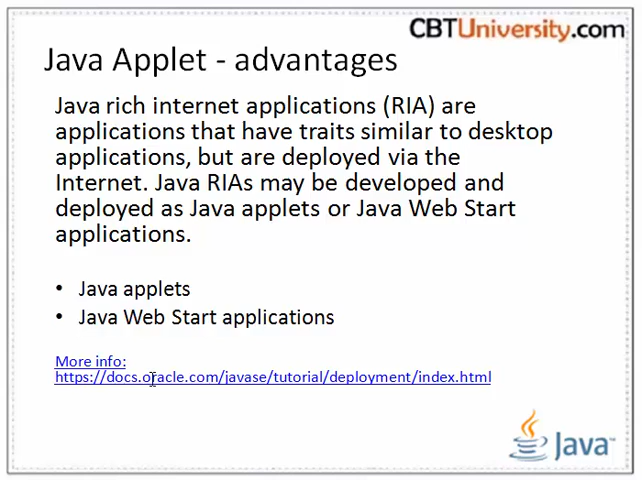 CBTUniversity.com
Java Applet - advantages
Java rich internet applications (RIA) are
applications that have traits similar to desktop
applications, but are deployed via the
Internet. Java RIAs may be developed and
deployed as Java applets or Java Web Start
applications.
• Java applets
• Java Web Start applications
More info:
https://docs.oracle.com/javase/tutorial/deployment/index.html
Java™